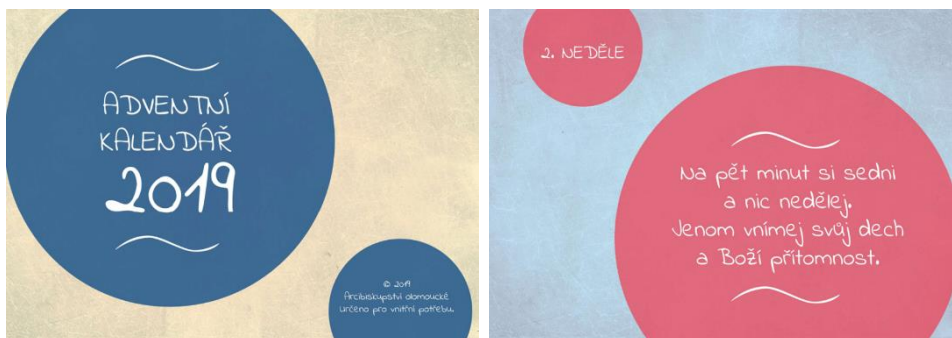 ADVENTNÍ
KALENDÁŘ
2019
© 2019
Arcibiskupství olomoucké
Určeno pro vnitřní potřebu.
2. NEDĚLE
Na pět minut si sedni
a nic nedělej.
Jenom vnímej svůj dech
a Boží přítomnost.